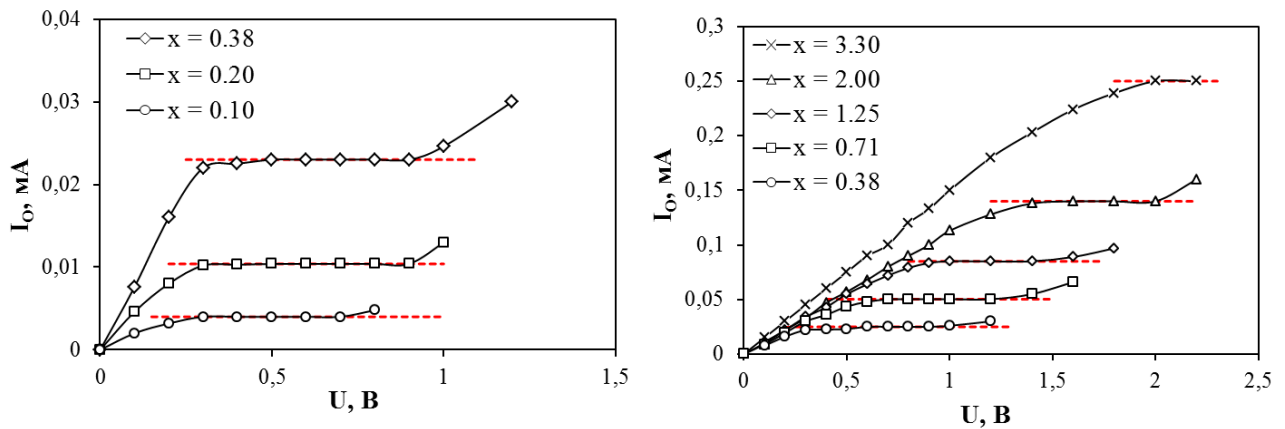 0,04
0,03
0,02
0,01
0
x = 0.38
x = 0.20
x = 0.10
I₀, мА
0
0,5
1
1,5
U, В
0,3
0,25
0,2
0,15
0,1
0,05
0
x = 3.30
x = 2.00
x = 1.25
x = 0.71
x = 0.38
I₀, мА
0
0,5
1
1,5
2
2,5
U, В